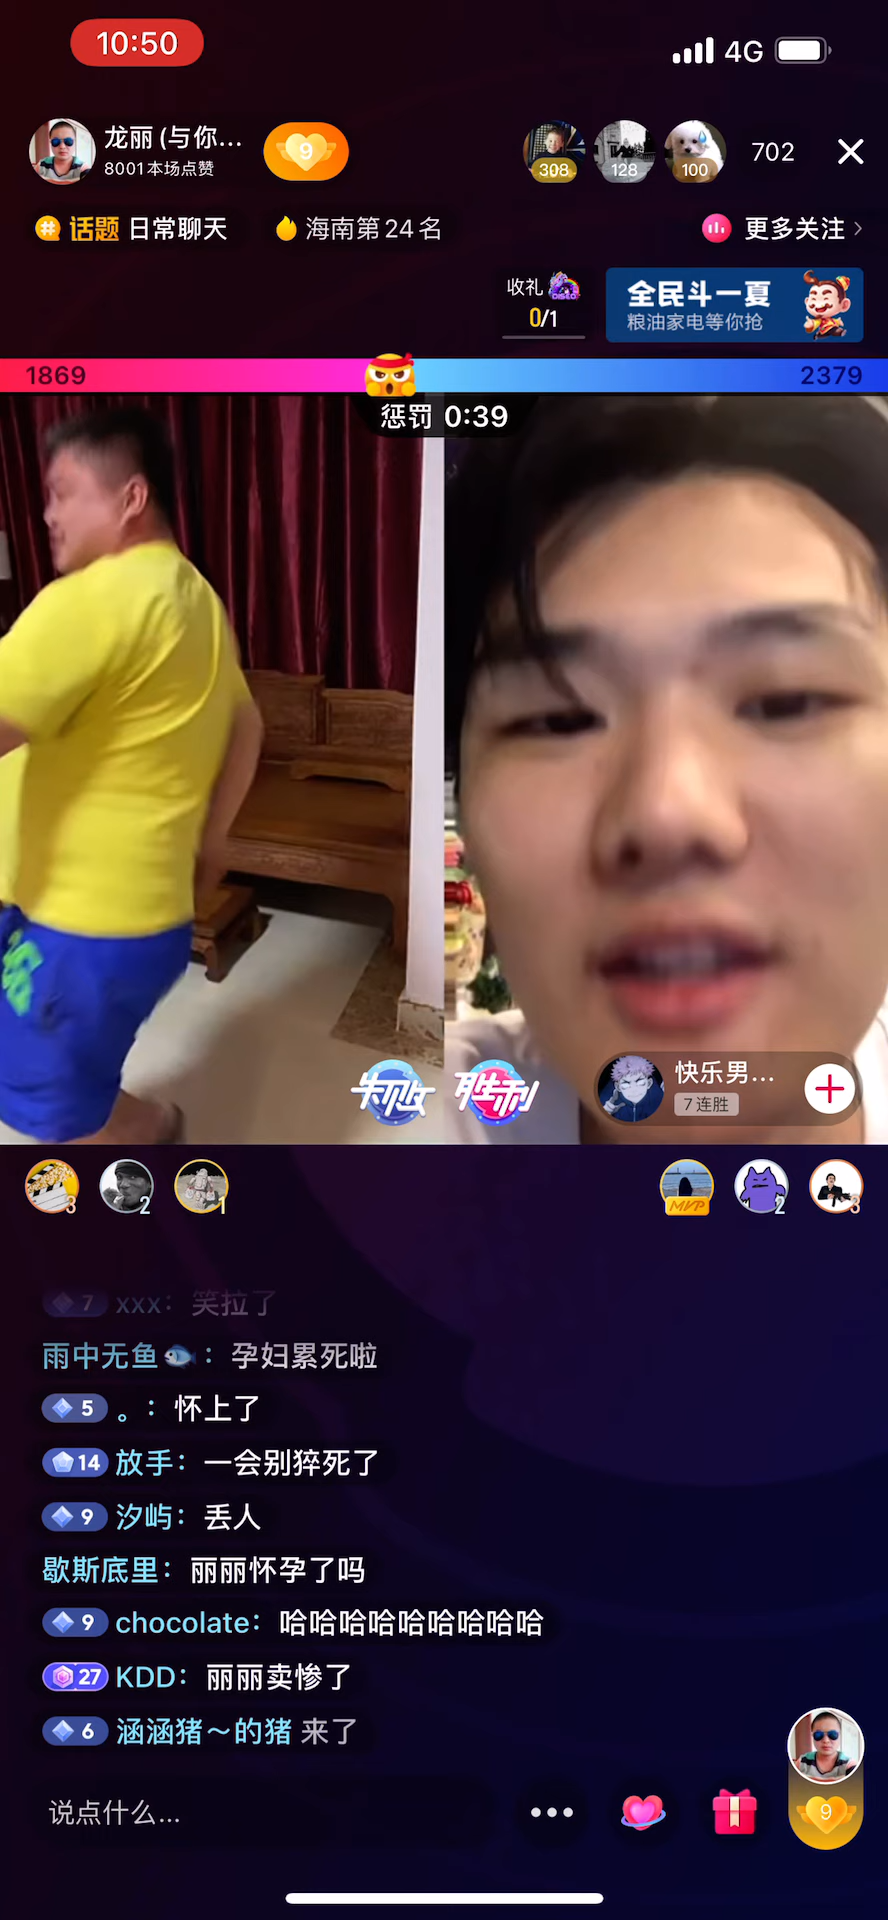 10:50
4G
龙丽(与你...
8001本场点赞
9
308
128
100
702
话题 日常聊天
海南第24名
更多关注
收礼
0/1
全民斗一夏
粮油家电等你抢
1869
2379
惩罚 0:39
失败
胜利
快乐男...
7连胜
3
2
1
MVP
2
3
7 xxx: 笑拉了
雨中无鱼🐟: 孕妇累死啦
5 。: 怀上了
14 放手: 一会别猝死了
9 汐屿: 丢人
歇斯底里: 丽丽怀孕了吗
9 chocolate: 哈哈哈哈哈哈哈哈哈
27 KDD: 丽丽卖惨了
6 涵涵猪～的猪 来了
说点什么...
9